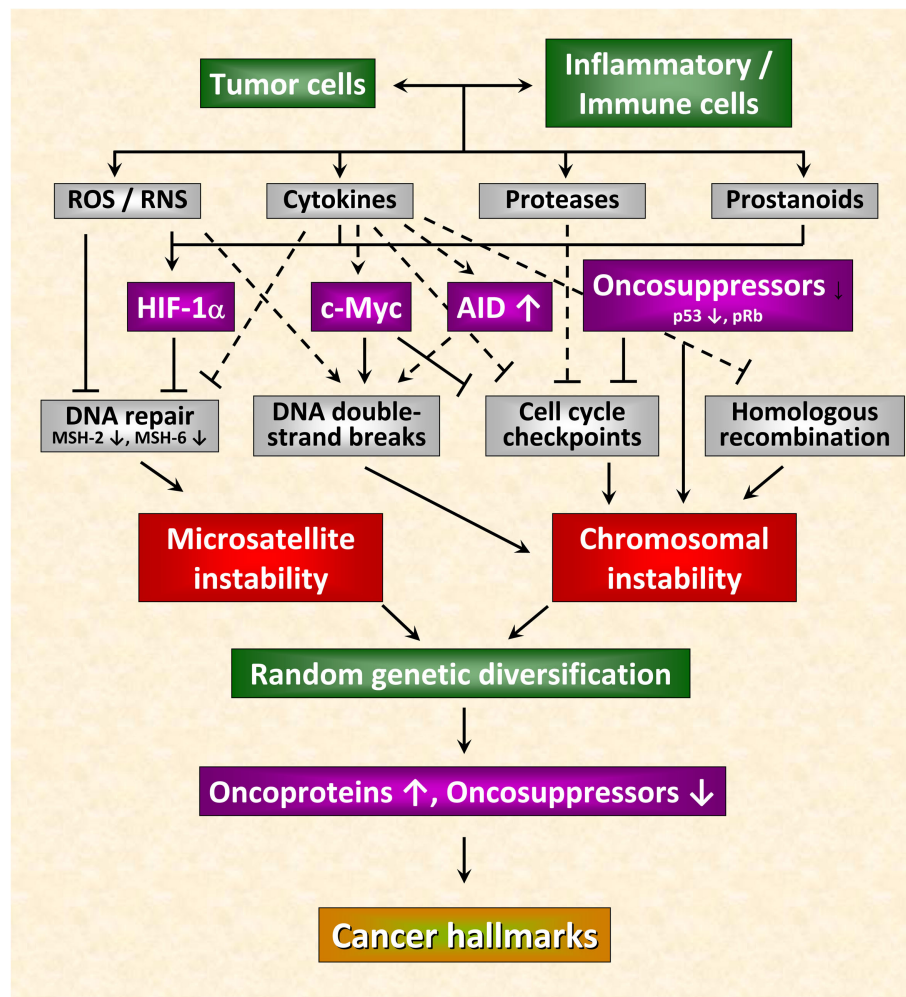 Tumor cells
Inflammatory /
Immune cells
ROS / RNS
Cytokines
Proteases
Prostanoids
HIF-1α
c-Myc
AID ↑
Oncosuppressors ↓
p53 ↓, pRb
DNA repair
MSH-2 ↓, MSH-6 ↓
DNA double-
strand breaks
Cell cycle
checkpoints
Homologous
recombination
Microsatellite
instability
Chromosomal
instability
Random genetic diversification
Oncoproteins ↑, Oncosuppressors ↓
Cancer hallmarks